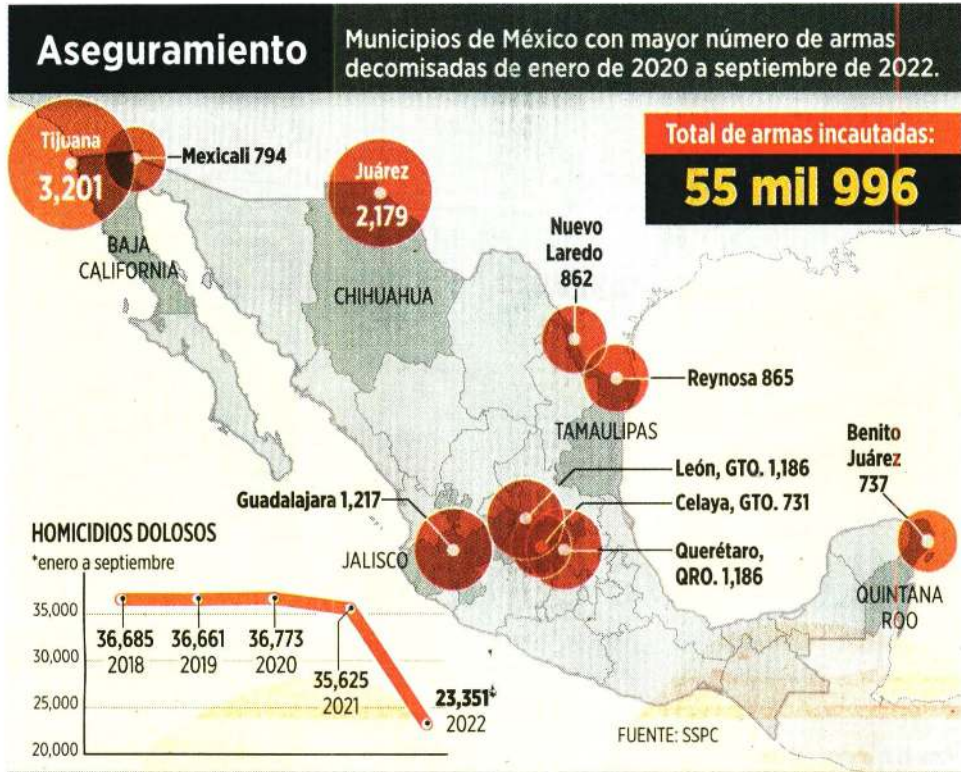 Aseguramiento
Municipios de México con mayor número de armas
decomisadas de enero de 2020 a septiembre de 2022.
Total de armas incautadas:
55 mil 996
Tijuana
3,201
Mexicali 794
Juárez
2,179
BAJA
CALIFORNIA
CHIHUAHUA
Nuevo
Laredo
862
Reynosa 865
TAMAULIPAS
Benito
Juárez
737
León, GTO. 1,186
Celaya, GTO. 731
Guadalajara 1,217
Querétaro,
QRO. 1,186
JALISCO
QUINTANA
ROO
HOMICIDIOS DOLOSOS
*enero a septiembre
35,000
30,000
25,000
20,000
36,685
2018
36,661
2019
36,773
2020
35,625
2021
23,351*
2022
FUENTE: SSPC